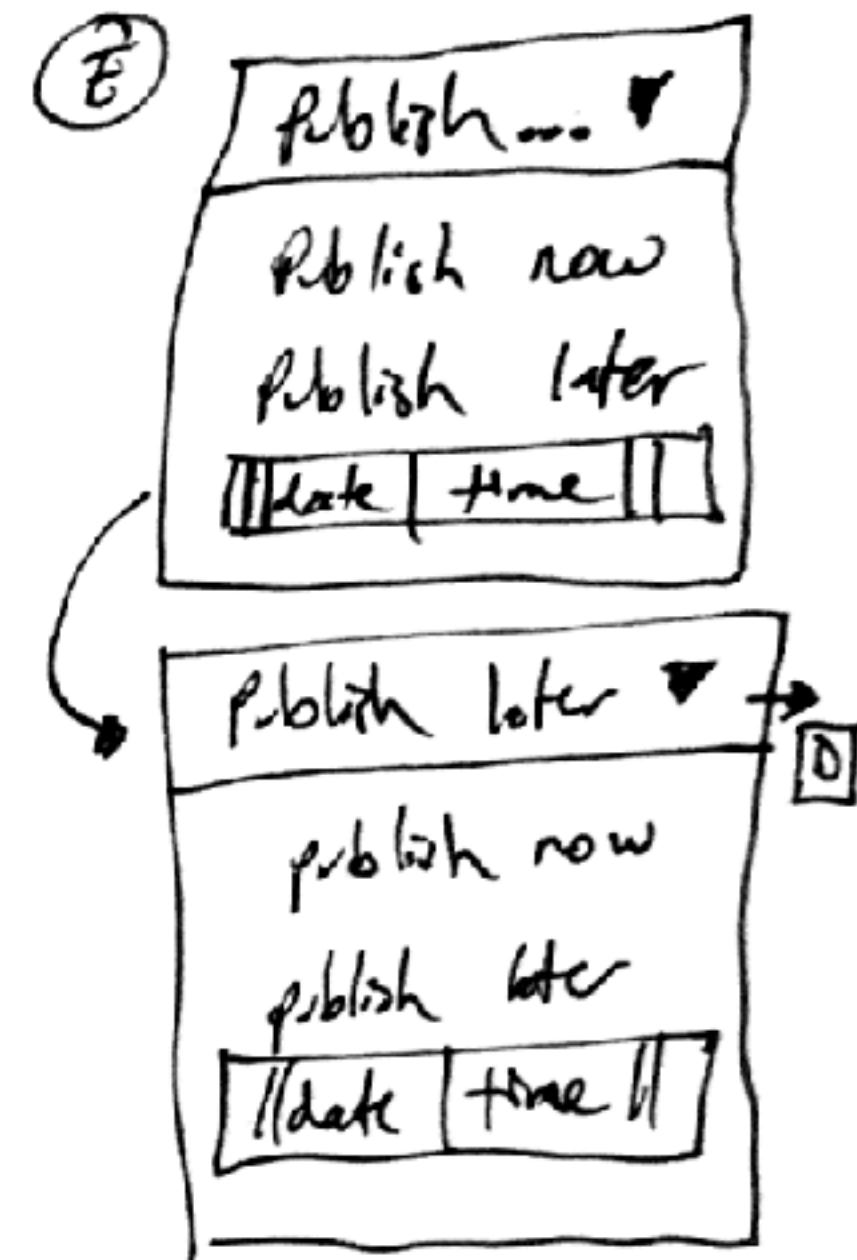 E
Publish... ▼
Publish now
Publish later
date time
Publish later ▼ →
D
publish now
publish later
date time